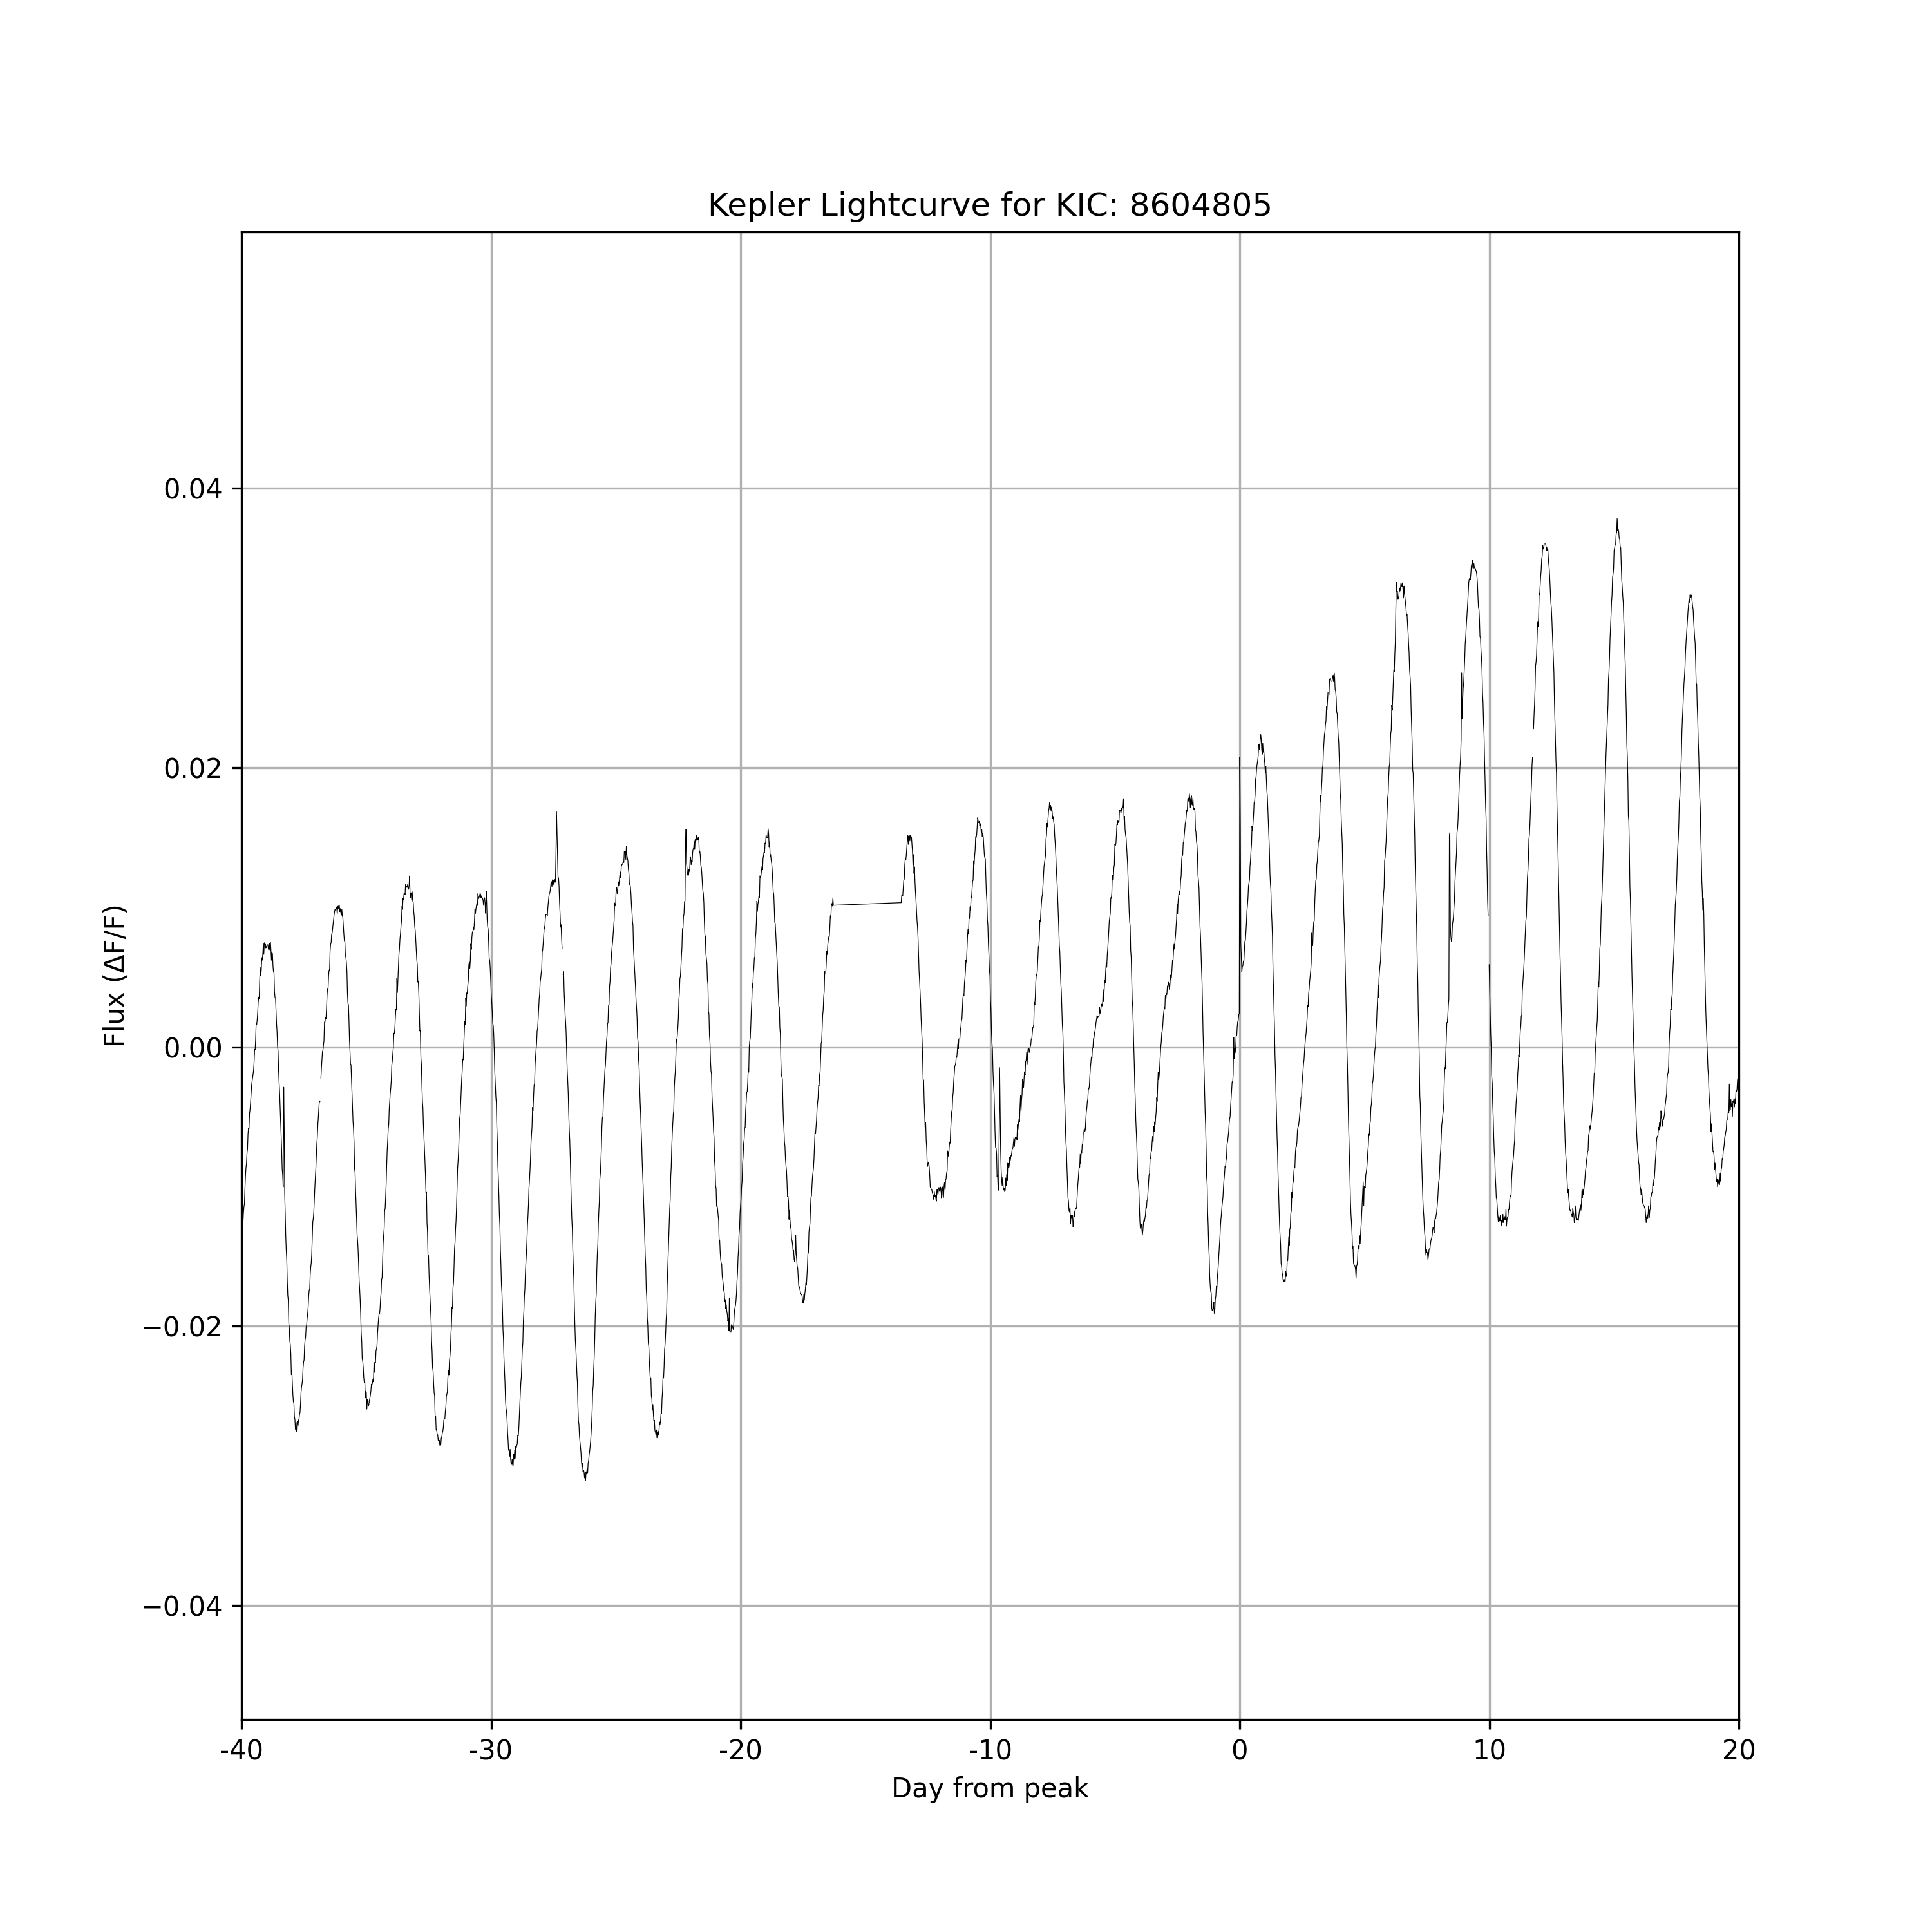 Kepler Lightcurve for KIC: 8604805
Flux (ΔF/F)
0.04
0.02
0.00
−0.02
−0.04
-40 -30 -20 -10 0 10 20
Day from peak